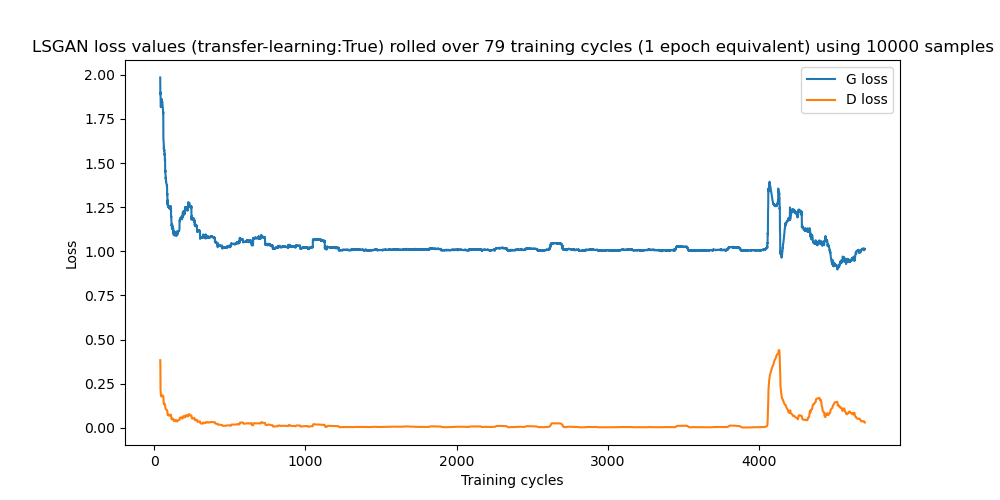 LSGAN loss values (transfer-learning:True) rolled over 79 training cycles (1 epoch equivalent) using 10000 samples
2.00
1.75
1.50
1.25
1.00
0.75
0.50
0.25
0.00
Loss
G loss
D loss
0 1000 2000 3000 4000
Training cycles